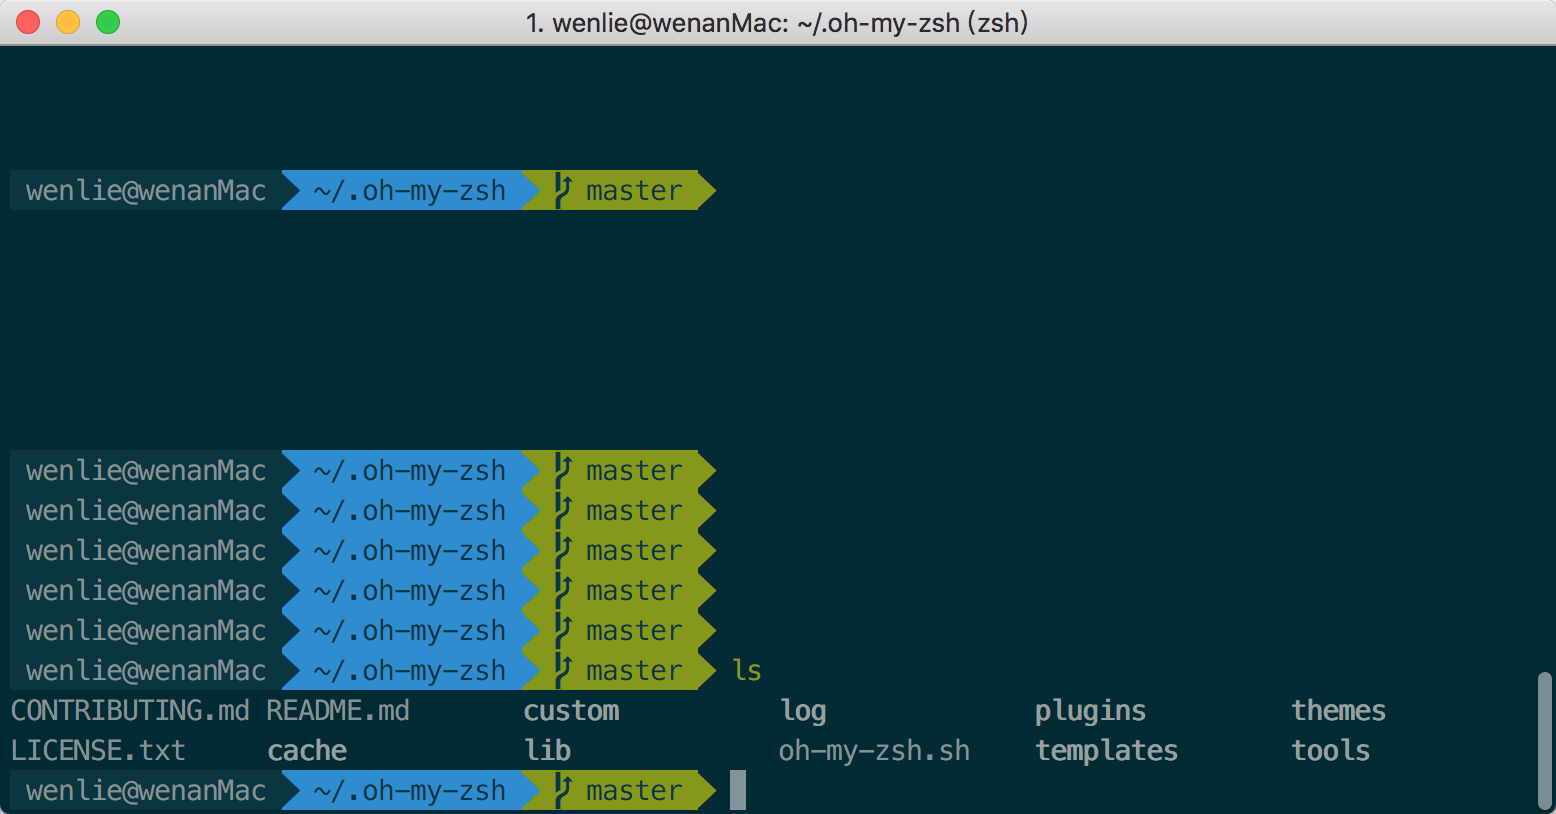 1. wenlie@wenanMac: ~/.oh-my-zsh (zsh)
wenlie@wenanMac ~/.oh-my-zsh master
wenlie@wenanMac ~/.oh-my-zsh master
wenlie@wenanMac ~/.oh-my-zsh master
wenlie@wenanMac ~/.oh-my-zsh master
wenlie@wenanMac ~/.oh-my-zsh master
wenlie@wenanMac ~/.oh-my-zsh master
wenlie@wenanMac ~/.oh-my-zsh master ls
CONTRIBUTING.md README.md custom log plugins themes
LICENSE.txt cache lib oh-my-zsh.sh templates tools
wenlie@wenanMac ~/.oh-my-zsh master